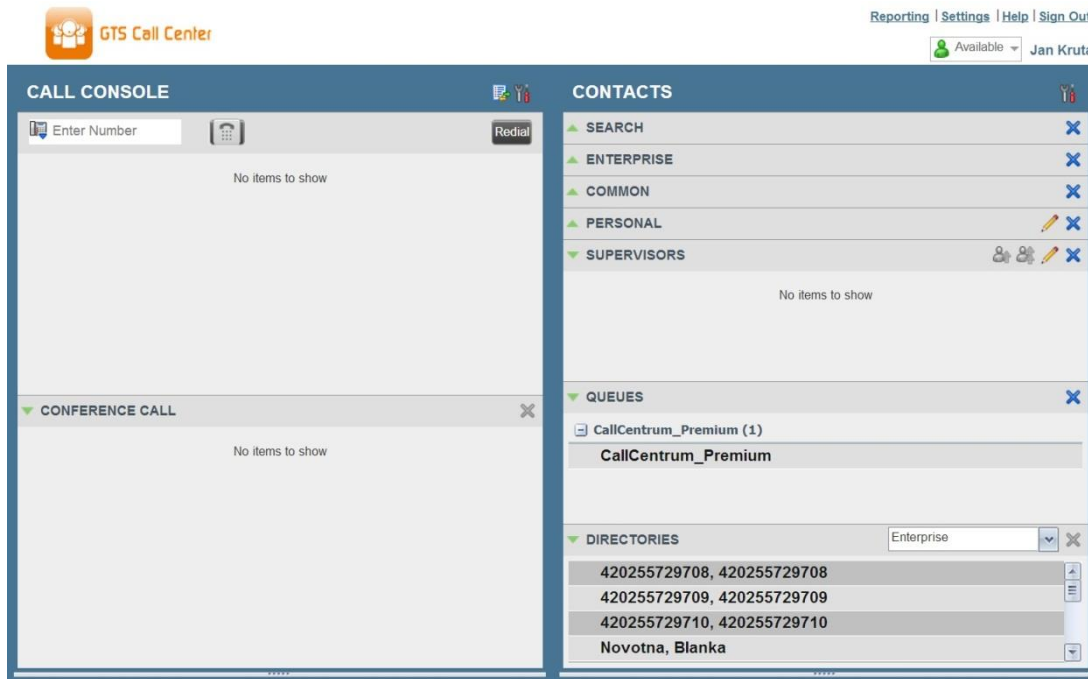 GTS Call Center
Reporting | Settings | Help | Sign Out
Available
Jan Kruta
CALL CONSOLE
Enter Number
Redial
No items to show
CONFERENCE CALL
No items to show
CONTACTS
SEARCH
ENTERPRISE
COMMON
PERSONAL
SUPERVISORS
No items to show
QUEUES
CallCentrum_Premium (1)
CallCentrum_Premium
DIRECTORIES
Enterprise
420255729708, 420255729708
420255729709, 420255729709
420255729710, 420255729710
Novotna, Blanka